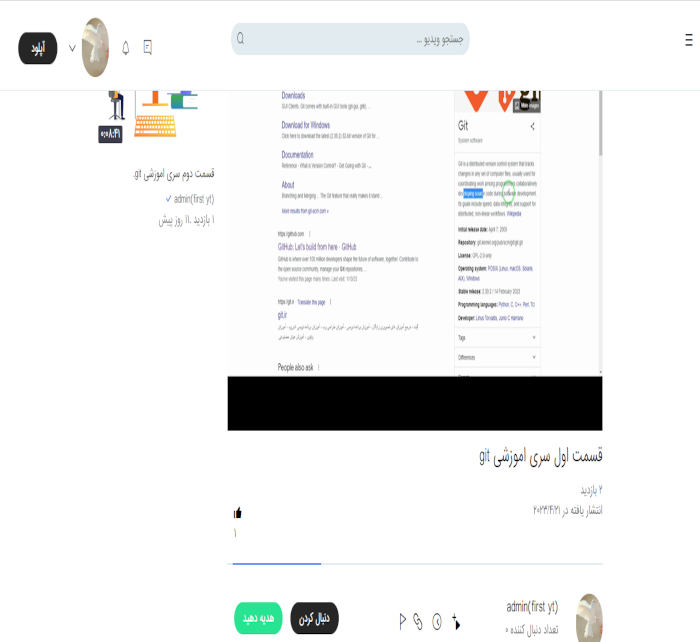 جستجو ویدیو ...
آپلود
Downloads
GUI Clients. Git comes with built-in GUI tools (git-gui, gitk), ...
Download for Windows
Click here to download the latest (2.39.2) 32-bit version of Git for ...
Documentation
Reference - What is Version Control? - Get Going with Git - ...
About
Branching and Merging ... The Git feature that really makes it stand ...
More results from git-scm.com »
https://github.com
GitHub: Let's build from here · GitHub
GitHub is where over 100 million developers shape the future of software, together. Contribute to
the open source community, manage your Git repositories, ...
You've visited this page many times. Last visit:
https://git.ir · Translate this page
git.ir
People also ask
More images
Git
System software
Git is a distributed version control system that tracks
changes in any set of computer files, usually used for
coordinating work among programmers collaboratively
developing source code during software development.
Its goals include speed, data integrity, and support for
distributed, non-linear workflows. Wikipedia
Initial release date: April 7, 2005
Repository: git.kernel.org/pub/scm/git/git.git
License: GPL-2.0-only
Operating system: POSIX (Linux, macOS, Solaris,
AIX), Windows
Stable release: 2.39.2 / 14 February 2023
Programming languages: Python, C, C++, Perl, Tcl
Developer: Linus Torvalds, Junio C Hamano
Tags
Differences
۰:۰۸:۴۱
قسمت دوم سری اموزشی git.
admin(first yt)
۱ بازدید .۱۱ روز پیش
قسمت اول سری اموزشی git
۲ بازدید
انتشار یافته در ۲۰۲۳/۴/۲۱
۱
admin(first yt)
تعداد دنبال کننده ۰
دنبال کردن
هدیه دهید